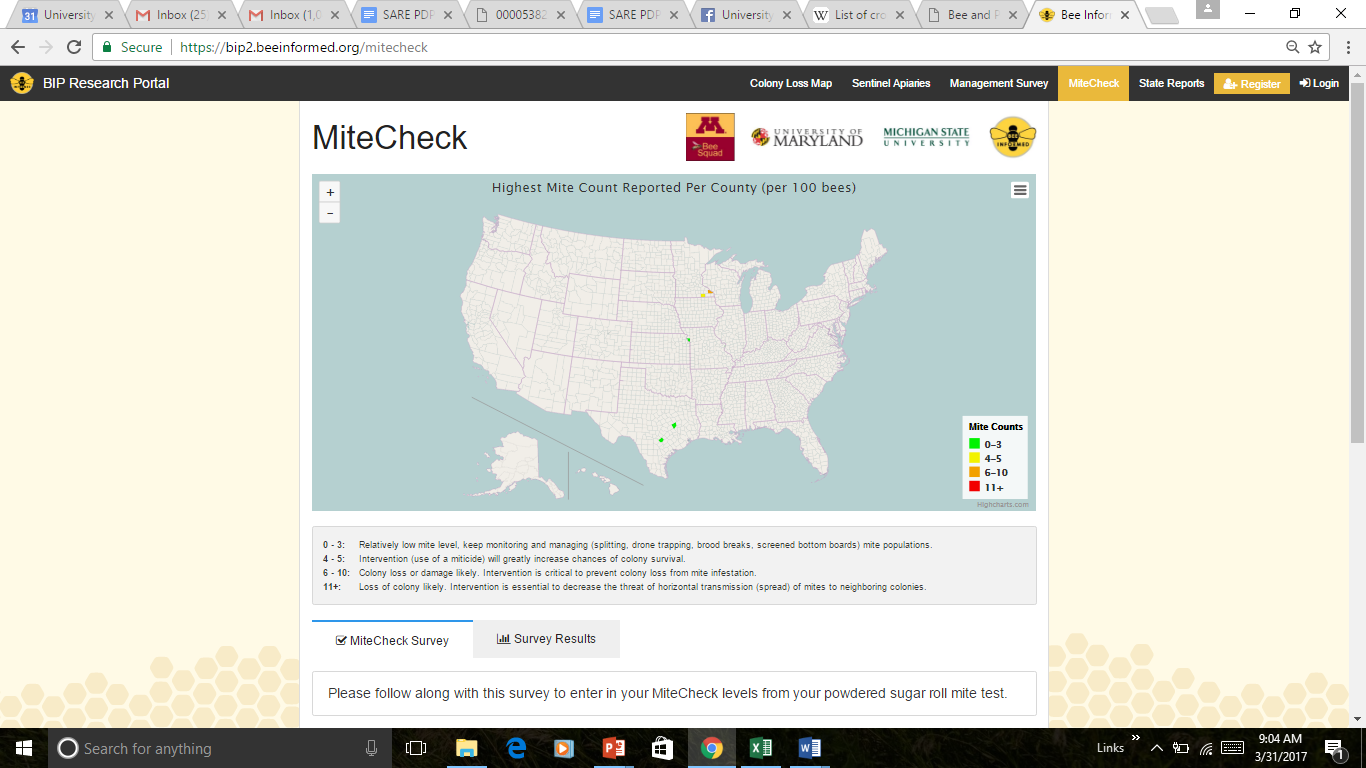 31 University
Inbox (25
Inbox (1,0
SARE PDP
00005382
SARE PDP
University
W List of cro
Bee and P
Bee Infor
Secure https://bip2.beeinformed.org/mitecheck
BIP Research Portal Colony Loss Map Sentinel Apiaries Management Survey MiteCheck State Reports Register Login
MiteCheck
M Bee Squad
UNIVERSITY OF MARYLAND
MICHIGAN STATE UNIVERSITY
BEE INFORMED
+
-
Highest Mite Count Reported Per County (per 100 bees)
Mite Counts
0–3
4–5
6–10
11+
Highcharts.com
0 - 3: Relatively low mite level, keep monitoring and managing (splitting, drone trapping, brood breaks, screened bottom boards) mite populations.
4 - 5: Intervention (use of a miticide) will greatly increase chances of colony survival.
6 - 10: Colony loss or damage likely. Intervention is critical to prevent colony loss from mite infestation.
11+: Loss of colony likely. Intervention is essential to decrease the threat of horizontal transmission (spread) of mites to neighboring colonies.
MiteCheck Survey Survey Results
Please follow along with this survey to enter in your MiteCheck levels from your powdered sugar roll mite test.
Search for anything
Links
9:04 AM
3/31/2017
1